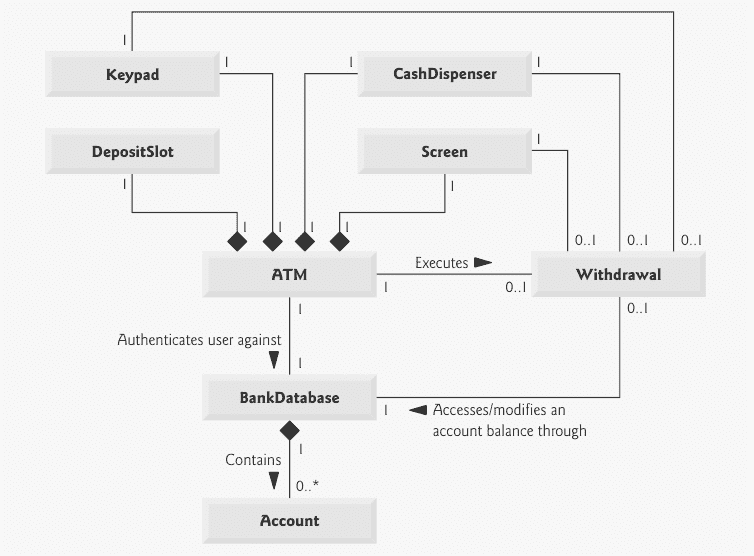 1
Keypad
1
1
CashDispenser
1
DepositSlot
Screen
1
1
1
1
1
1
1
0..1
0..1
0..1
ATM
Executes
Withdrawal
1
0..1
1
0..1
Authenticates user against
1
BankDatabase
1
Accesses/modifies an
account balance through
1
Contains
0..*
Account